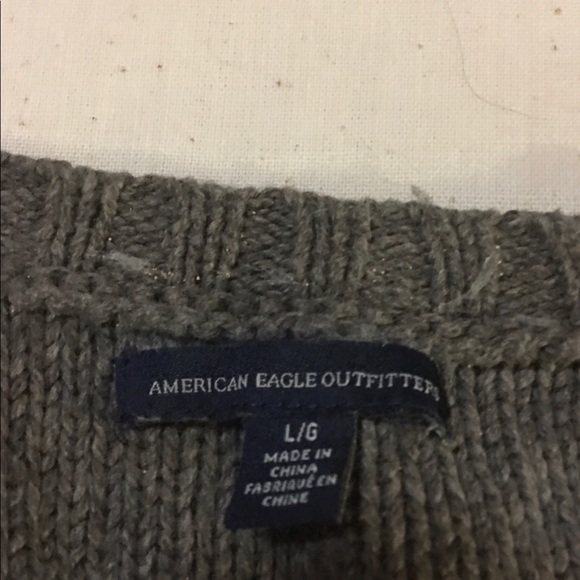 AMERICAN EAGLE OUTFITTERS
L/G
MADE IN
CHINA
FABRIQUÉ EN
CHINE